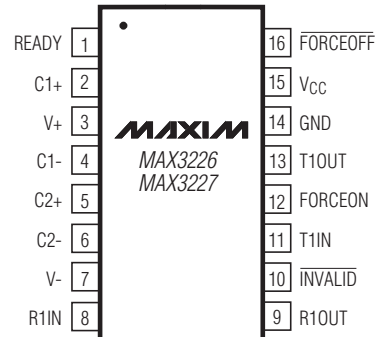 READY 1 16 FORCEOFF
C1+ 2 15 VCC
V+ 3 14 GND
MAXIM
C1- 4 MAX3226 13 T1OUT
C2+ 5 MAX3227 12 FORCEON
C2- 6 11 T1IN
V- 7 10 INVALID
R1IN 8 9 R1OUT